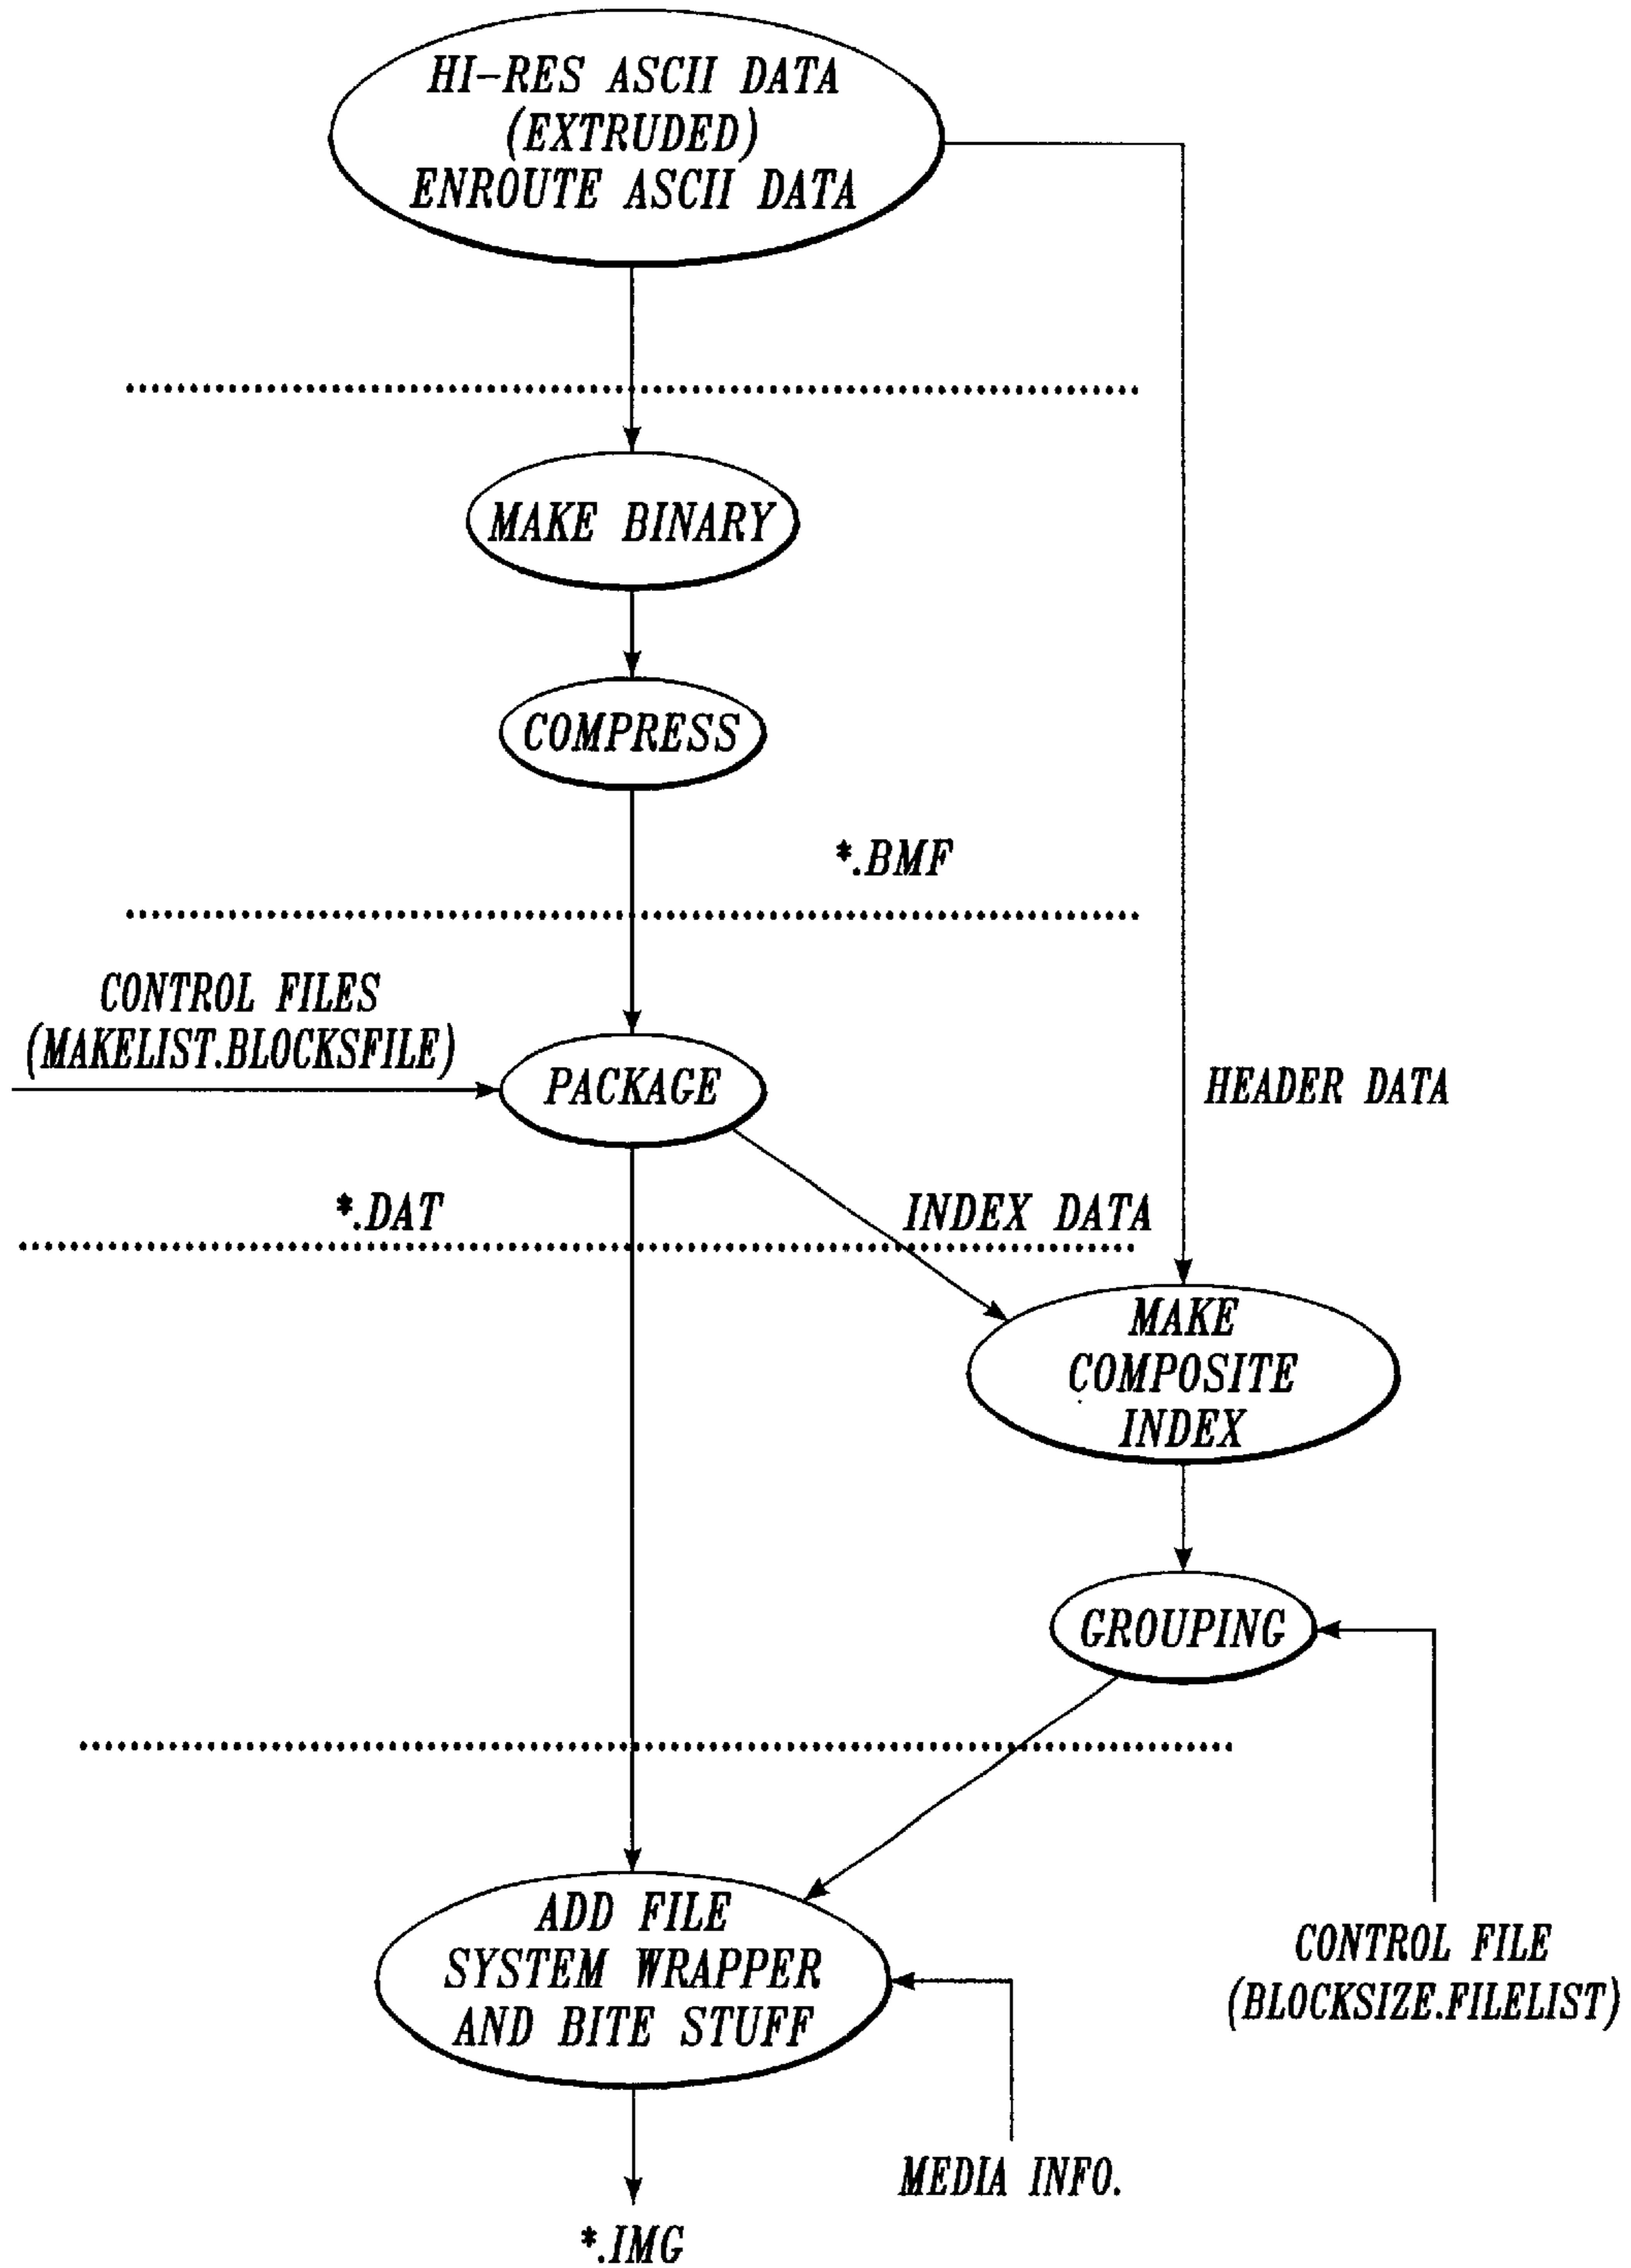 HI-RES ASCII DATA
(EXTRUDED)
ENROUTE ASCII DATA
MAKE BINARY
COMPRESS
*.BMF
CONTROL FILES
(MAKELIST.BLOCKSFILE)
PACKAGE
HEADER DATA
*.DAT
INDEX DATA
MAKE
COMPOSITE
INDEX
GROUPING
ADD FILE
SYSTEM WRAPPER
AND BITE STUFF
CONTROL FILE
(BLOCKSIZE.FILELIST)
MEDIA INFO.
*.IMG